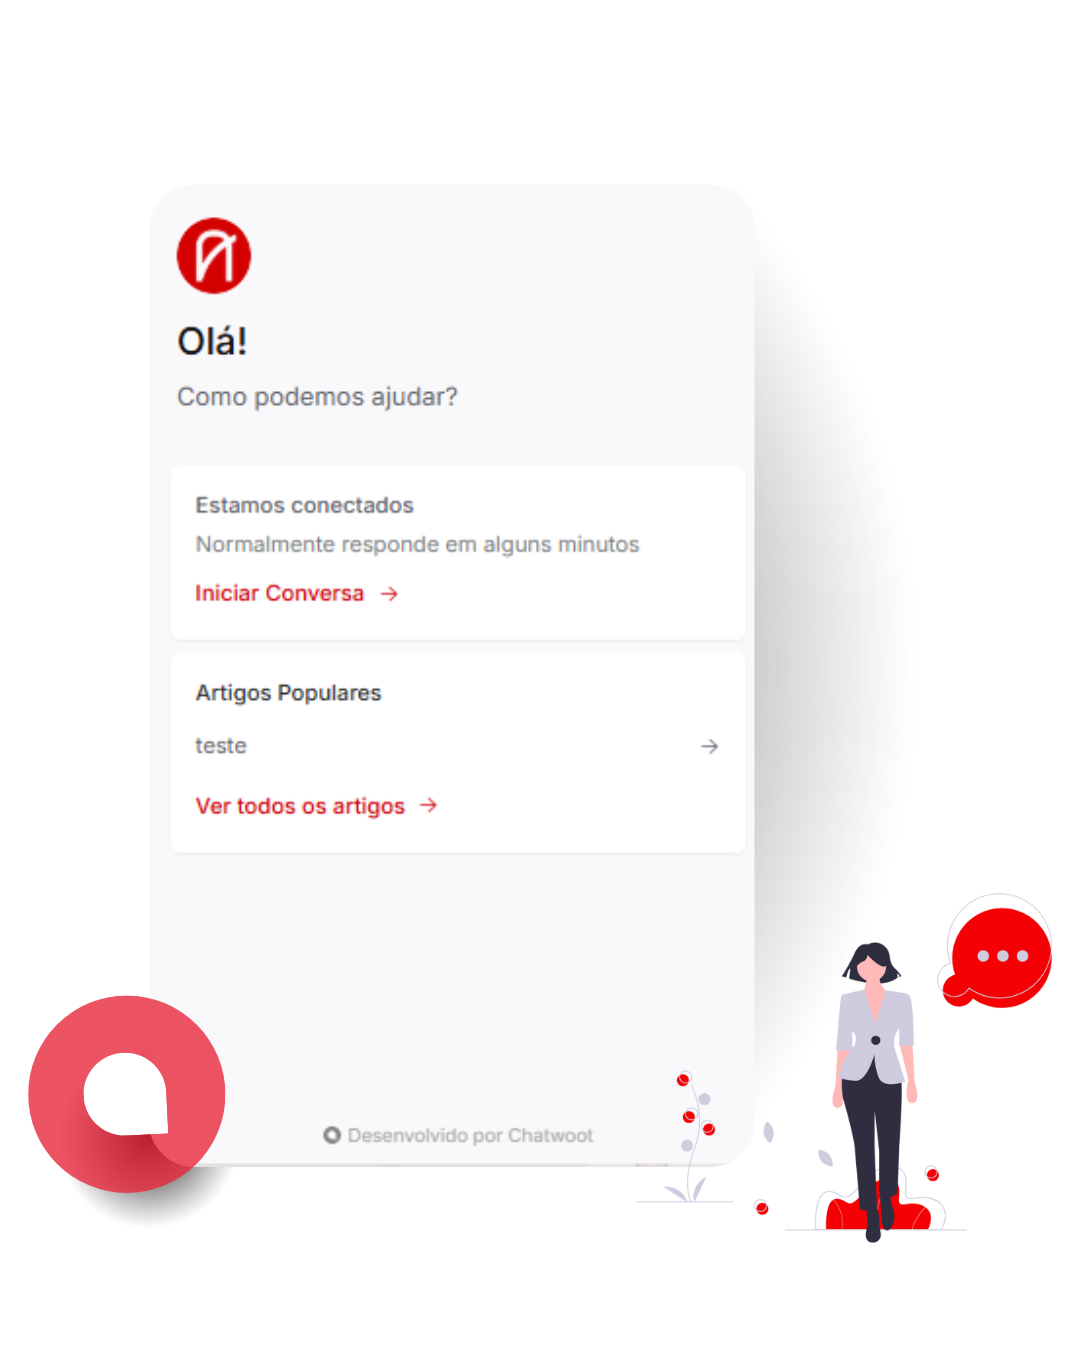 Olá!
Como podemos ajudar?
Estamos conectados
Normalmente responde em alguns minutos
Iniciar Conversa →
Artigos Populares
teste →
Ver todos os artigos →
Desenvolvido por Chatwoot